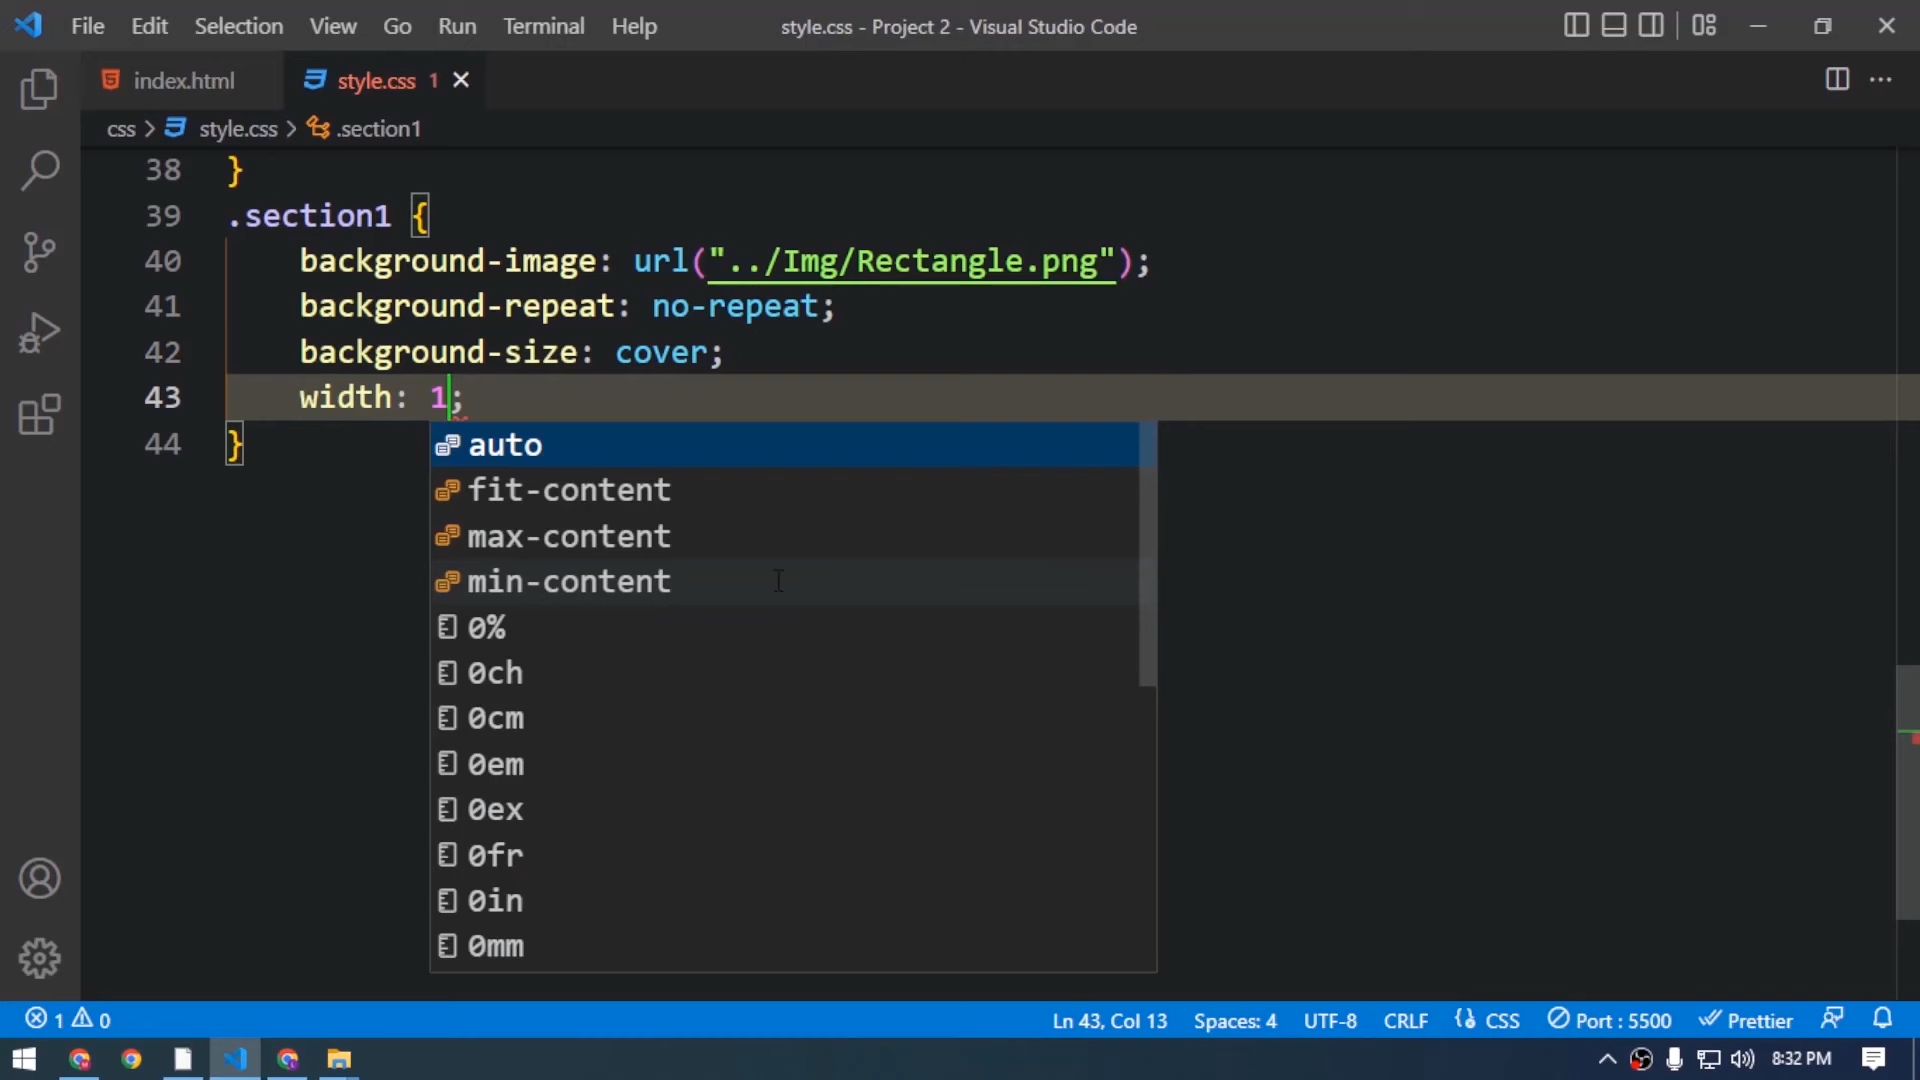 File Edit Selection View Go Run Terminal Help style.css - Project 2 - Visual Studio Code
index.html style.css 1
css > style.css > .section1
38 }
39 .section1 {
40 background-image: url("../Img/Rectangle.png");
41 background-repeat: no-repeat;
42 background-size: cover;
43 width: 1;
44 }
auto
fit-content
max-content
min-content
0%
0ch
0cm
0em
0ex
0fr
0in
0mm
1 0 Ln 43, Col 13 Spaces: 4 UTF-8 CRLF CSS Port : 5500 Prettier
8:32 PM